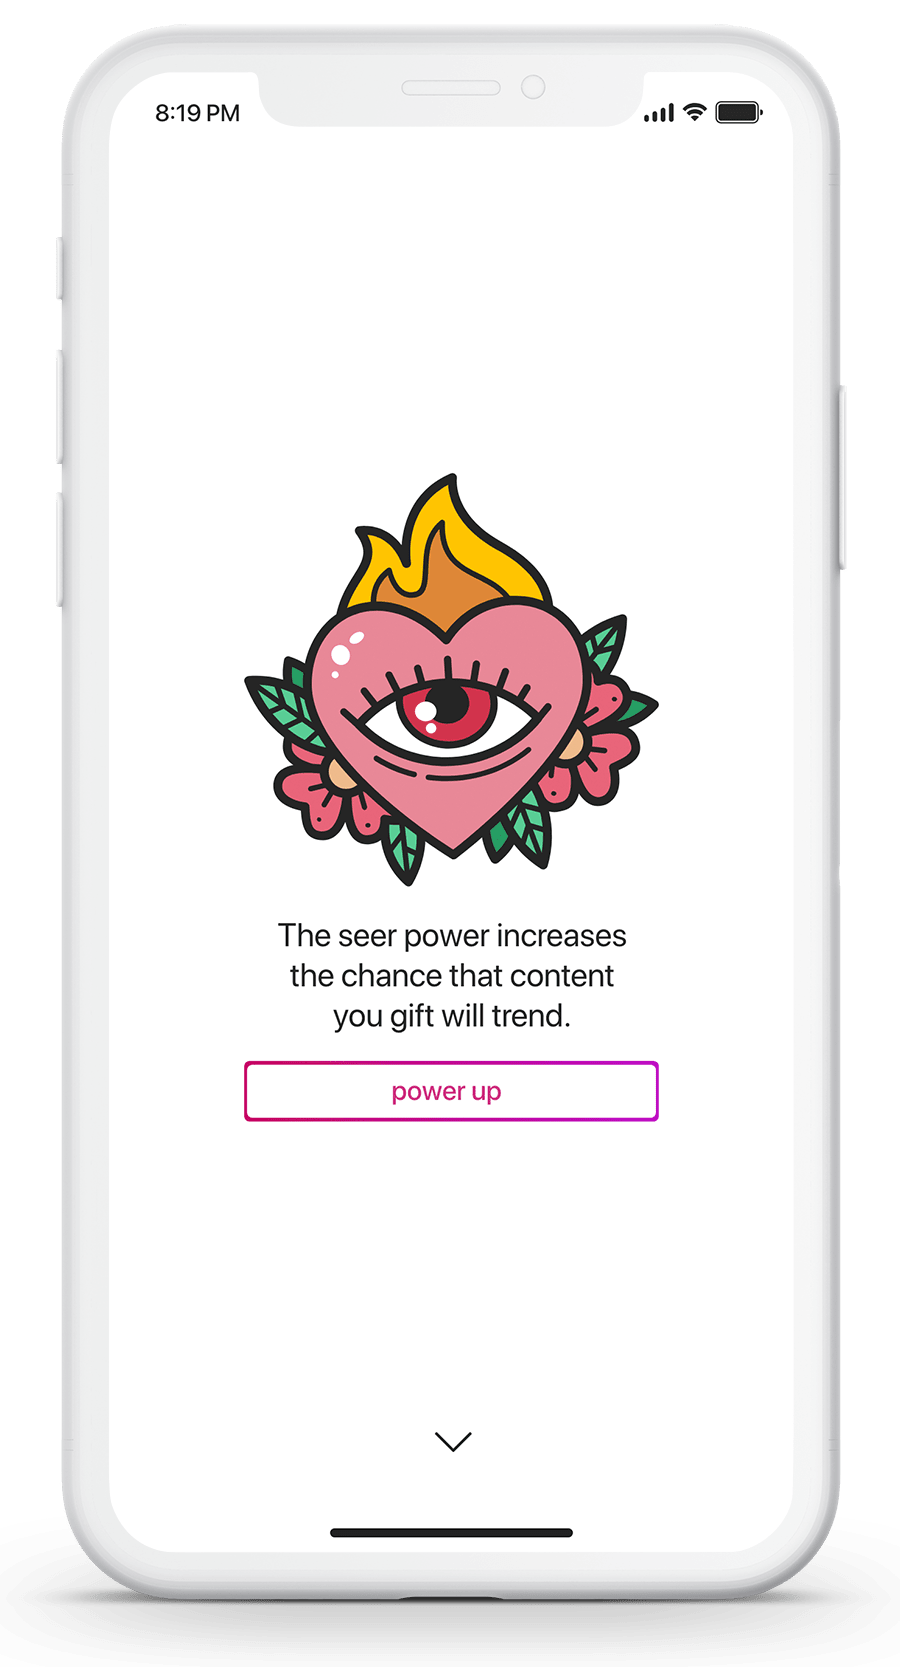 8:19 PM
The seer power increases
the chance that content
you gift will trend.
power up